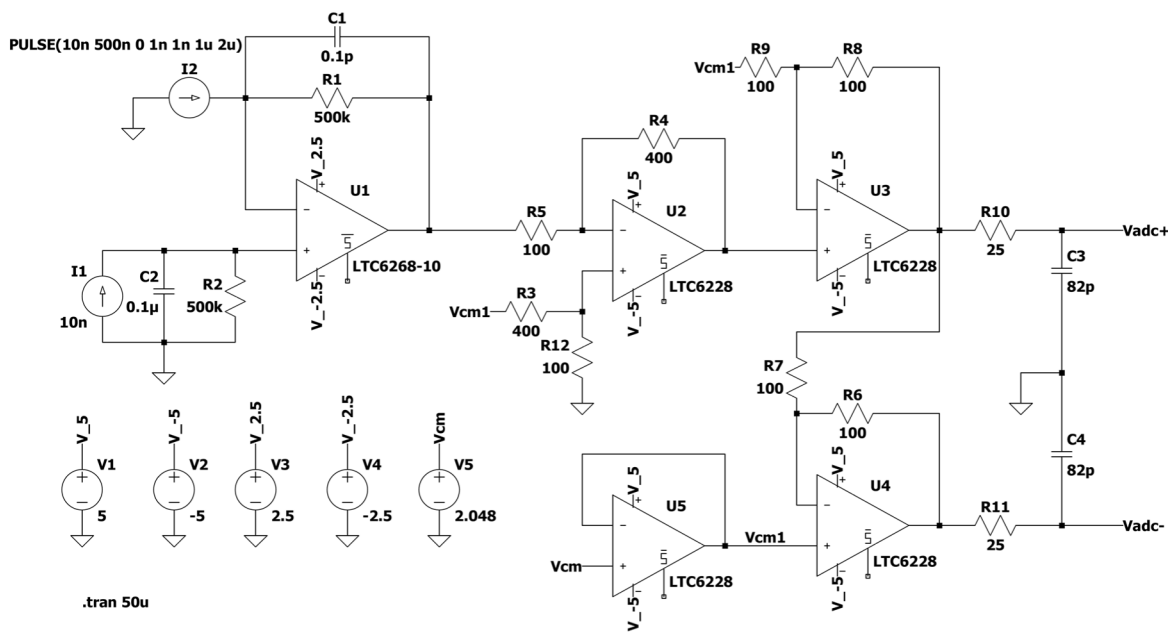 C1
PULSE(10n 500n 0 1n 1n 1u 2u)
0.1p
I2
R1
500k
V_2.5
U1
LTC6268-10
V_-2.5
I1
10n
C2
0.1µ
R2
500k
R9
100
Vcm1
R8
100
R4
400
V_5
U2
LTC6228
V_-5
R5
100
Vcm1
R3
400
R12
100
V_5
U3
LTC6228
V_-5
R10
25
Vadc+
C3
82p
R7
100
R6
100
C4
82p
V_5
U4
LTC6228
V_-5
R11
25
Vadc-
V_5
U5
LTC6228
V_-5
Vcm
Vcm1
V_5
V1
5
V_-5
V2
-5
V_2.5
V3
2.5
V_-2.5
V4
-2.5
Vcm
V5
2.048
.tran 50u